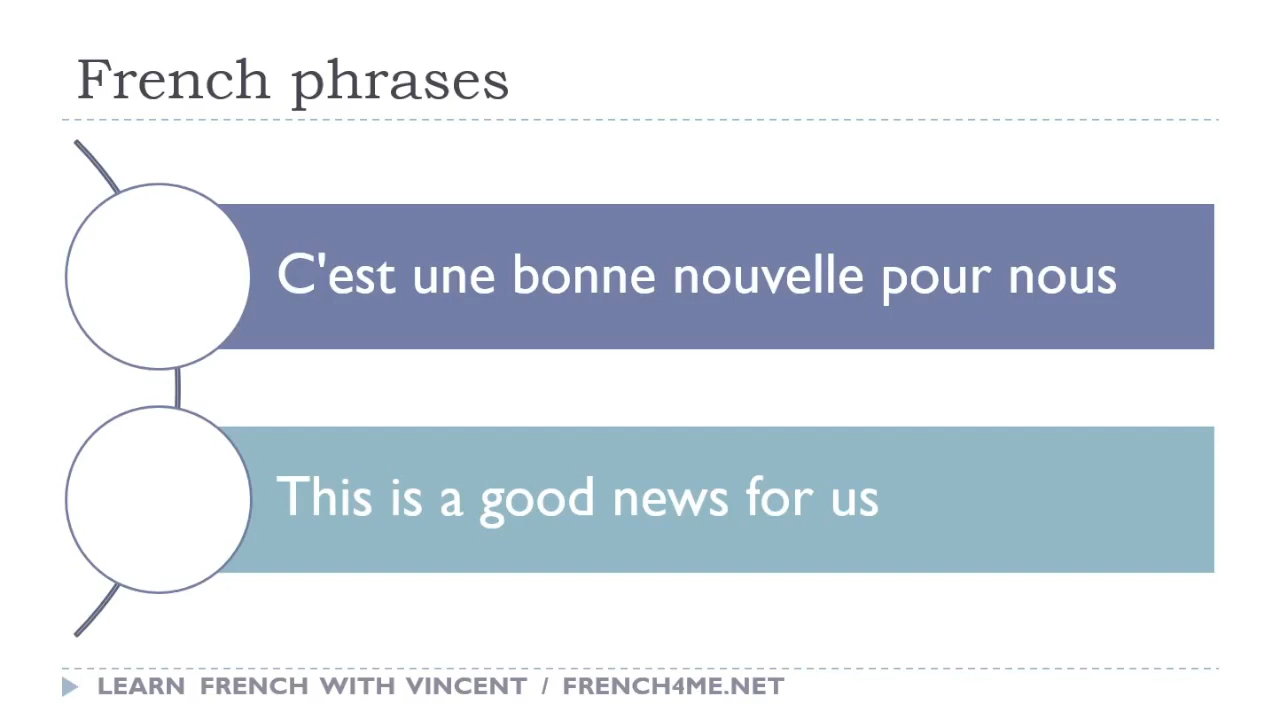 French phrases
C'est une bonne nouvelle pour nous
This is a good news for us
LEARN FRENCH WITH VINCENT / FRENCH4ME.NET